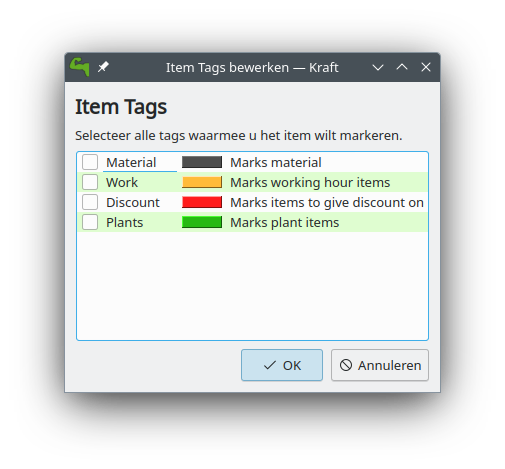 Item Tags bewerken — Kraft
Item Tags
Selecteer alle tags waarmee u het item wilt markeren.
Material Marks material
Work Marks working hour items
Discount Marks items to give discount on
Plants Marks plant items
OK Annuleren